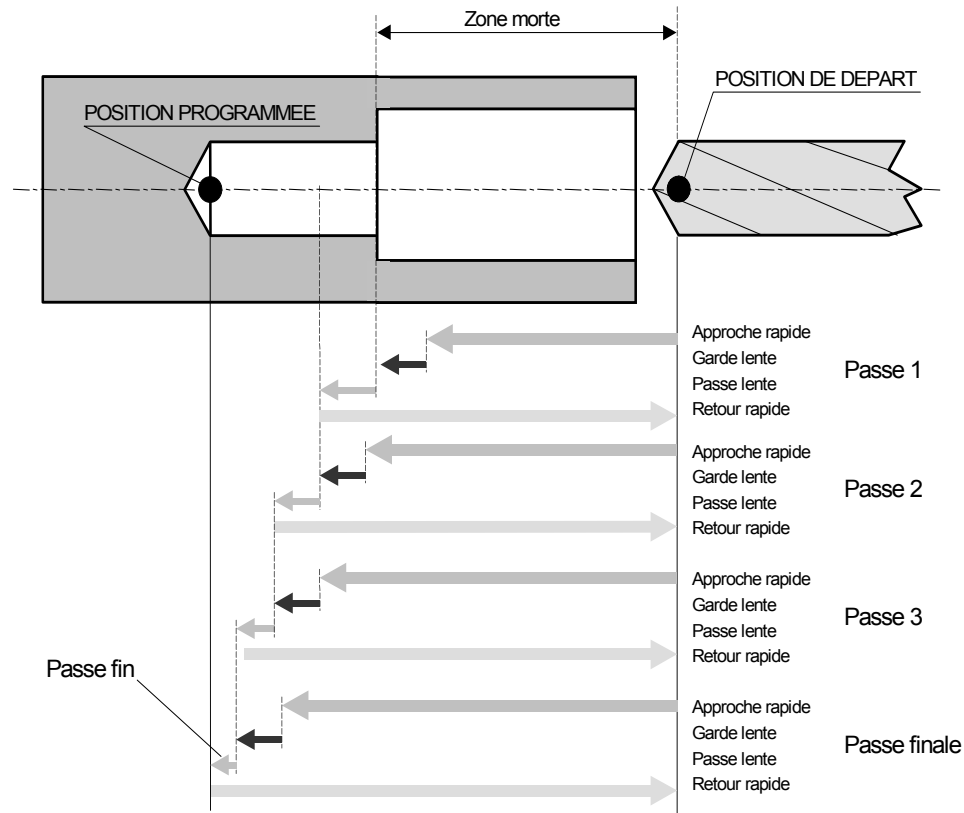 Zone morte
POSITION PROGRAMMEE
POSITION DE DEPART
Approche rapide
Garde lente
Passe lente
Retour rapide
Passe 1
Approche rapide
Garde lente
Passe lente
Retour rapide
Passe 2
Approche rapide
Garde lente
Passe lente
Retour rapide
Passe 3
Passe fin
Approche rapide
Garde lente
Passe lente
Retour rapide
Passe finale